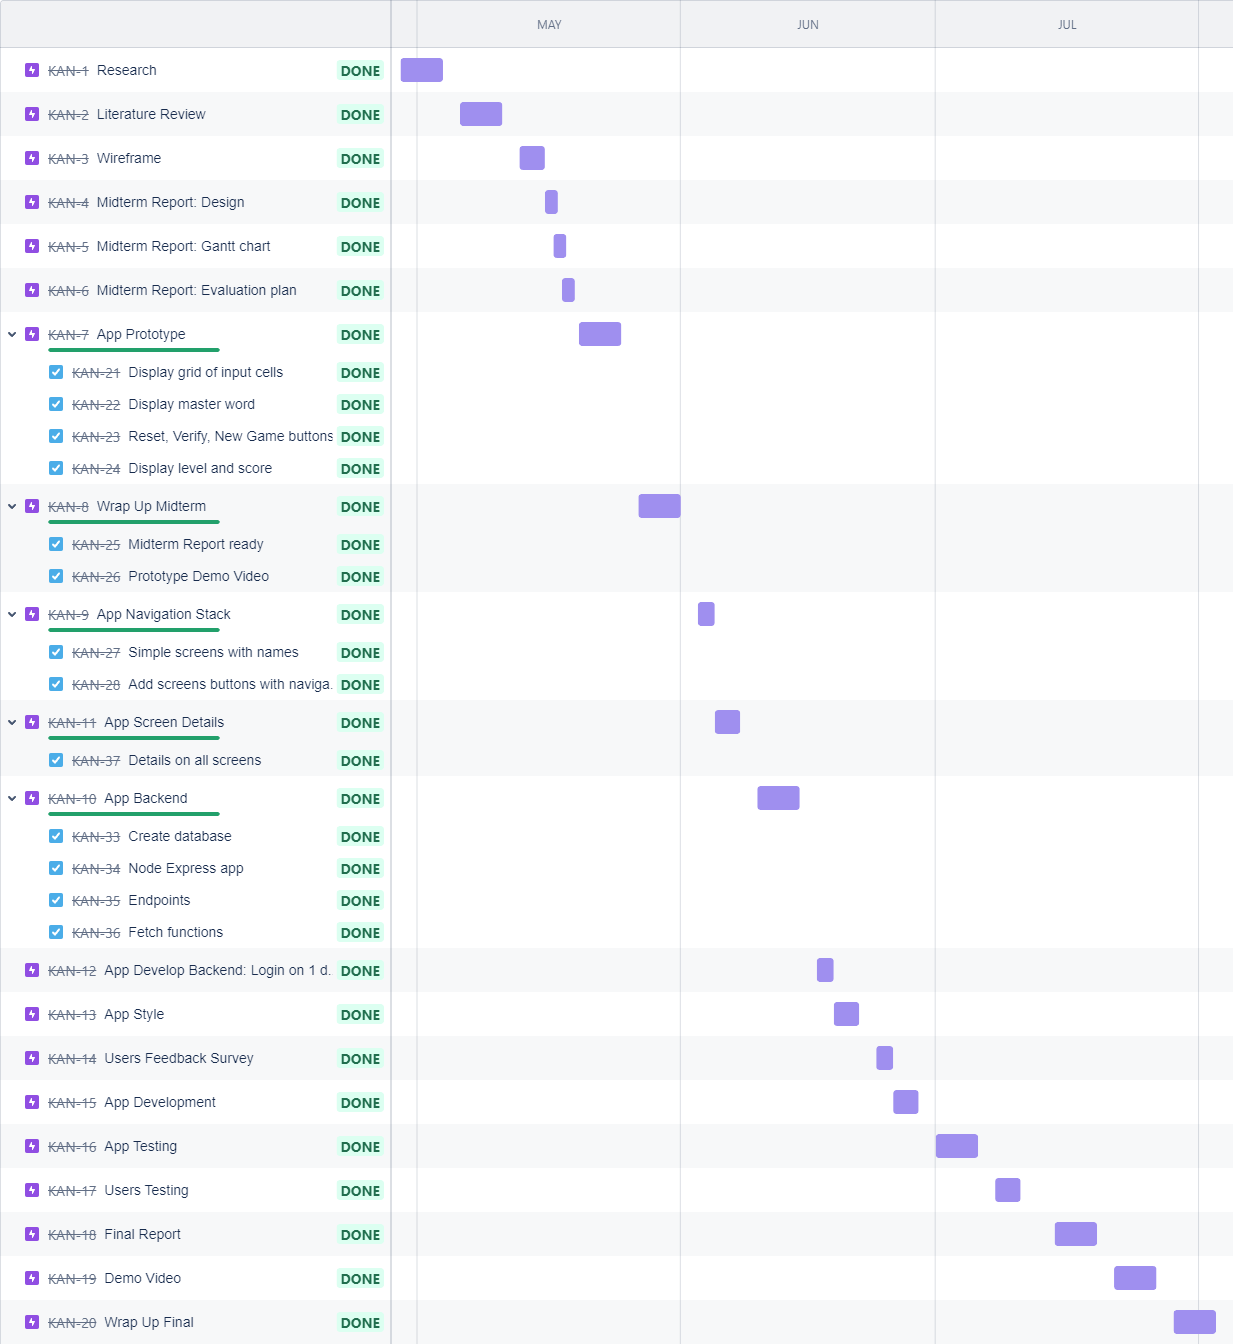 MAY JUN JUL
KAN-1 Research DONE
KAN-2 Literature Review DONE
KAN-3 Wireframe DONE
KAN-4 Midterm Report: Design DONE
KAN-5 Midterm Report: Gantt chart DONE
KAN-6 Midterm Report: Evaluation plan DONE
KAN-7 App Prototype DONE
KAN-21 Display grid of input cells DONE
KAN-22 Display master word DONE
KAN-23 Reset, Verify, New Game buttons DONE
KAN-24 Display level and score DONE
KAN-8 Wrap Up Midterm DONE
KAN-25 Midterm Report ready DONE
KAN-26 Prototype Demo Video DONE
KAN-9 App Navigation Stack DONE
KAN-27 Simple screens with names DONE
KAN-28 Add screens buttons with naviga. DONE
KAN-11 App Screen Details DONE
KAN-37 Details on all screens DONE
KAN-10 App Backend DONE
KAN-33 Create database DONE
KAN-34 Node Express app DONE
KAN-35 Endpoints DONE
KAN-36 Fetch functions DONE
KAN-12 App Develop Backend: Login on 1 d. DONE
KAN-13 App Style DONE
KAN-14 Users Feedback Survey DONE
KAN-15 App Development DONE
KAN-16 App Testing DONE
KAN-17 Users Testing DONE
KAN-18 Final Report DONE
KAN-19 Demo Video DONE
KAN-20 Wrap Up Final DONE